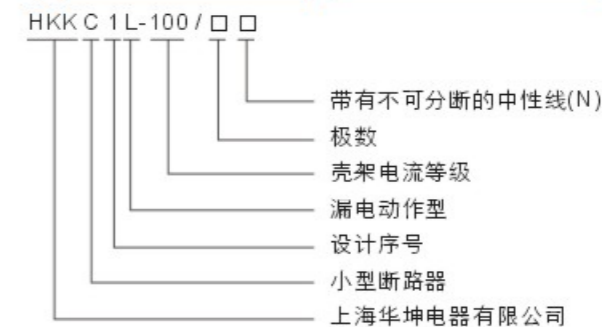 HKK C 1 L-100 / □ □
带有不可分断的中性线(N)
极数
壳架电流等级
漏电动作型
设计序号
小型断路器
上海华坤电器有限公司